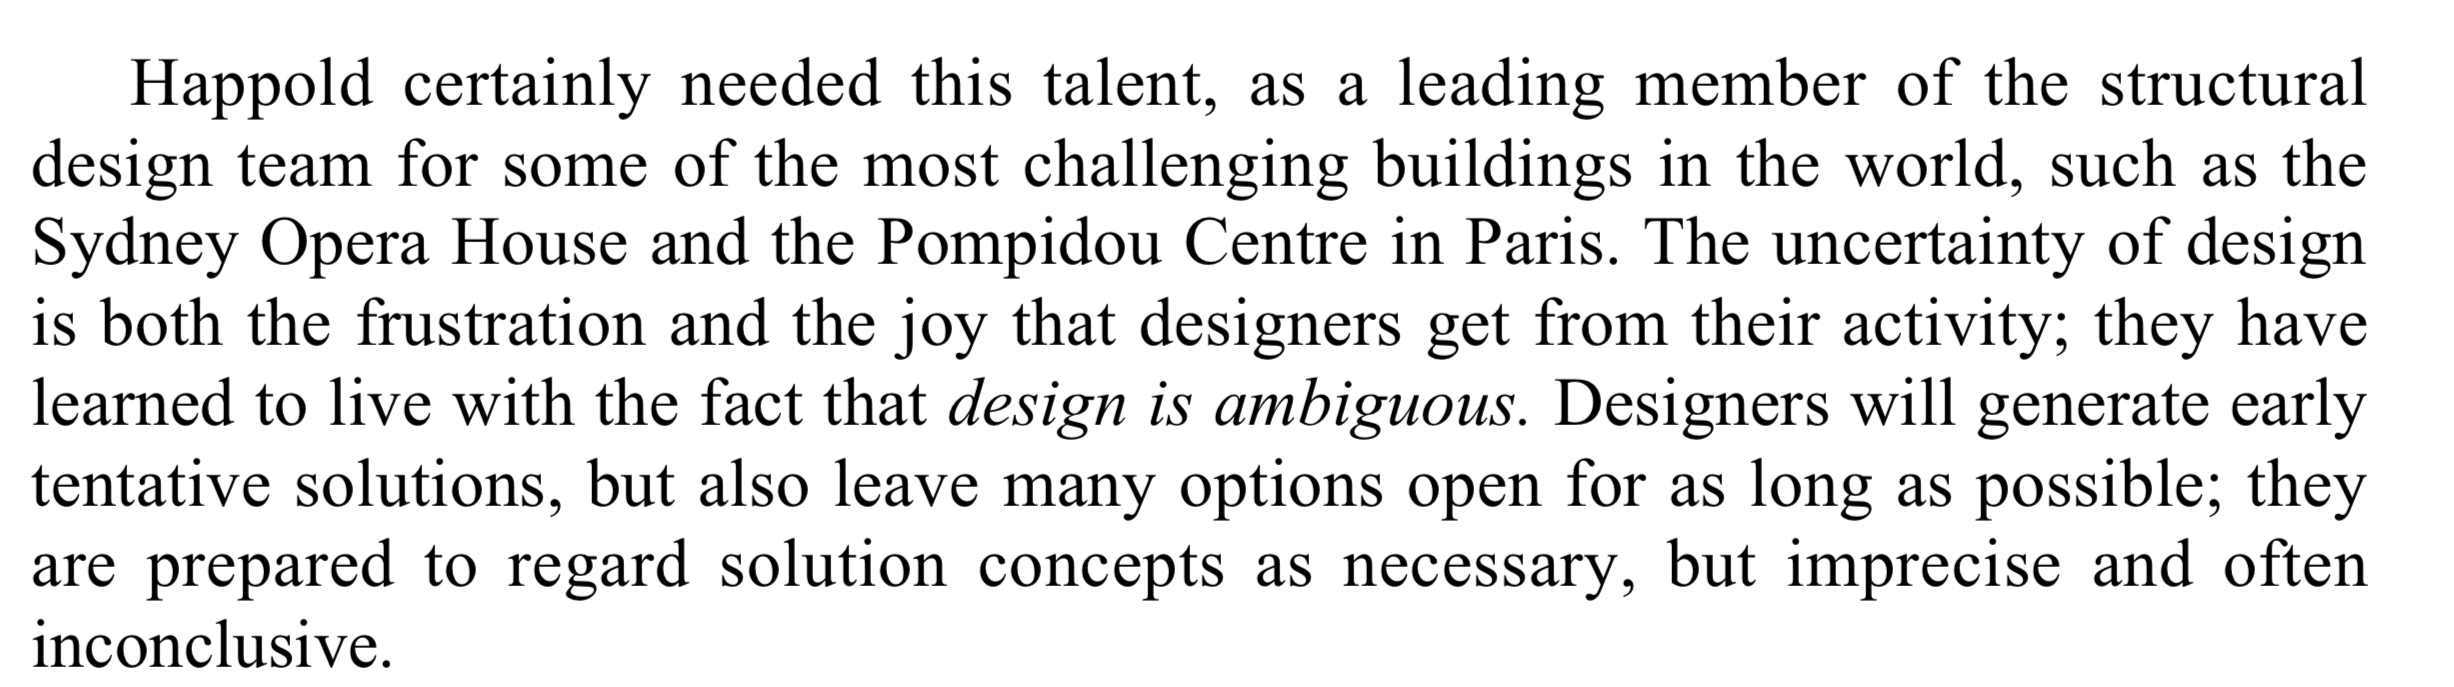 Happold certainly needed this talent, as a leading member of the structural
design team for some of the most challenging buildings in the world, such as the
Sydney Opera House and the Pompidou Centre in Paris. The uncertainty of design
is both the frustration and the joy that designers get from their activity; they have
learned to live with the fact that design is ambiguous. Designers will generate early
tentative solutions, but also leave many options open for as long as possible; they
are prepared to regard solution concepts as necessary, but imprecise and often
inconclusive.